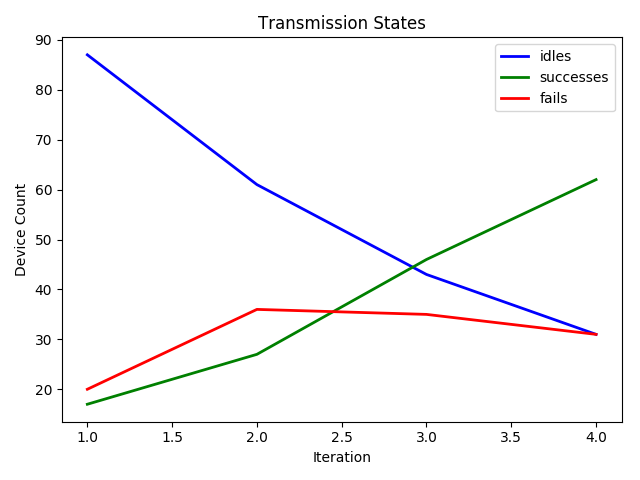 Transmission States
90
80
70
60
50
40
30
20
Device Count
idles
successes
fails
1.0 1.5 2.0 2.5 3.0 3.5 4.0
Iteration